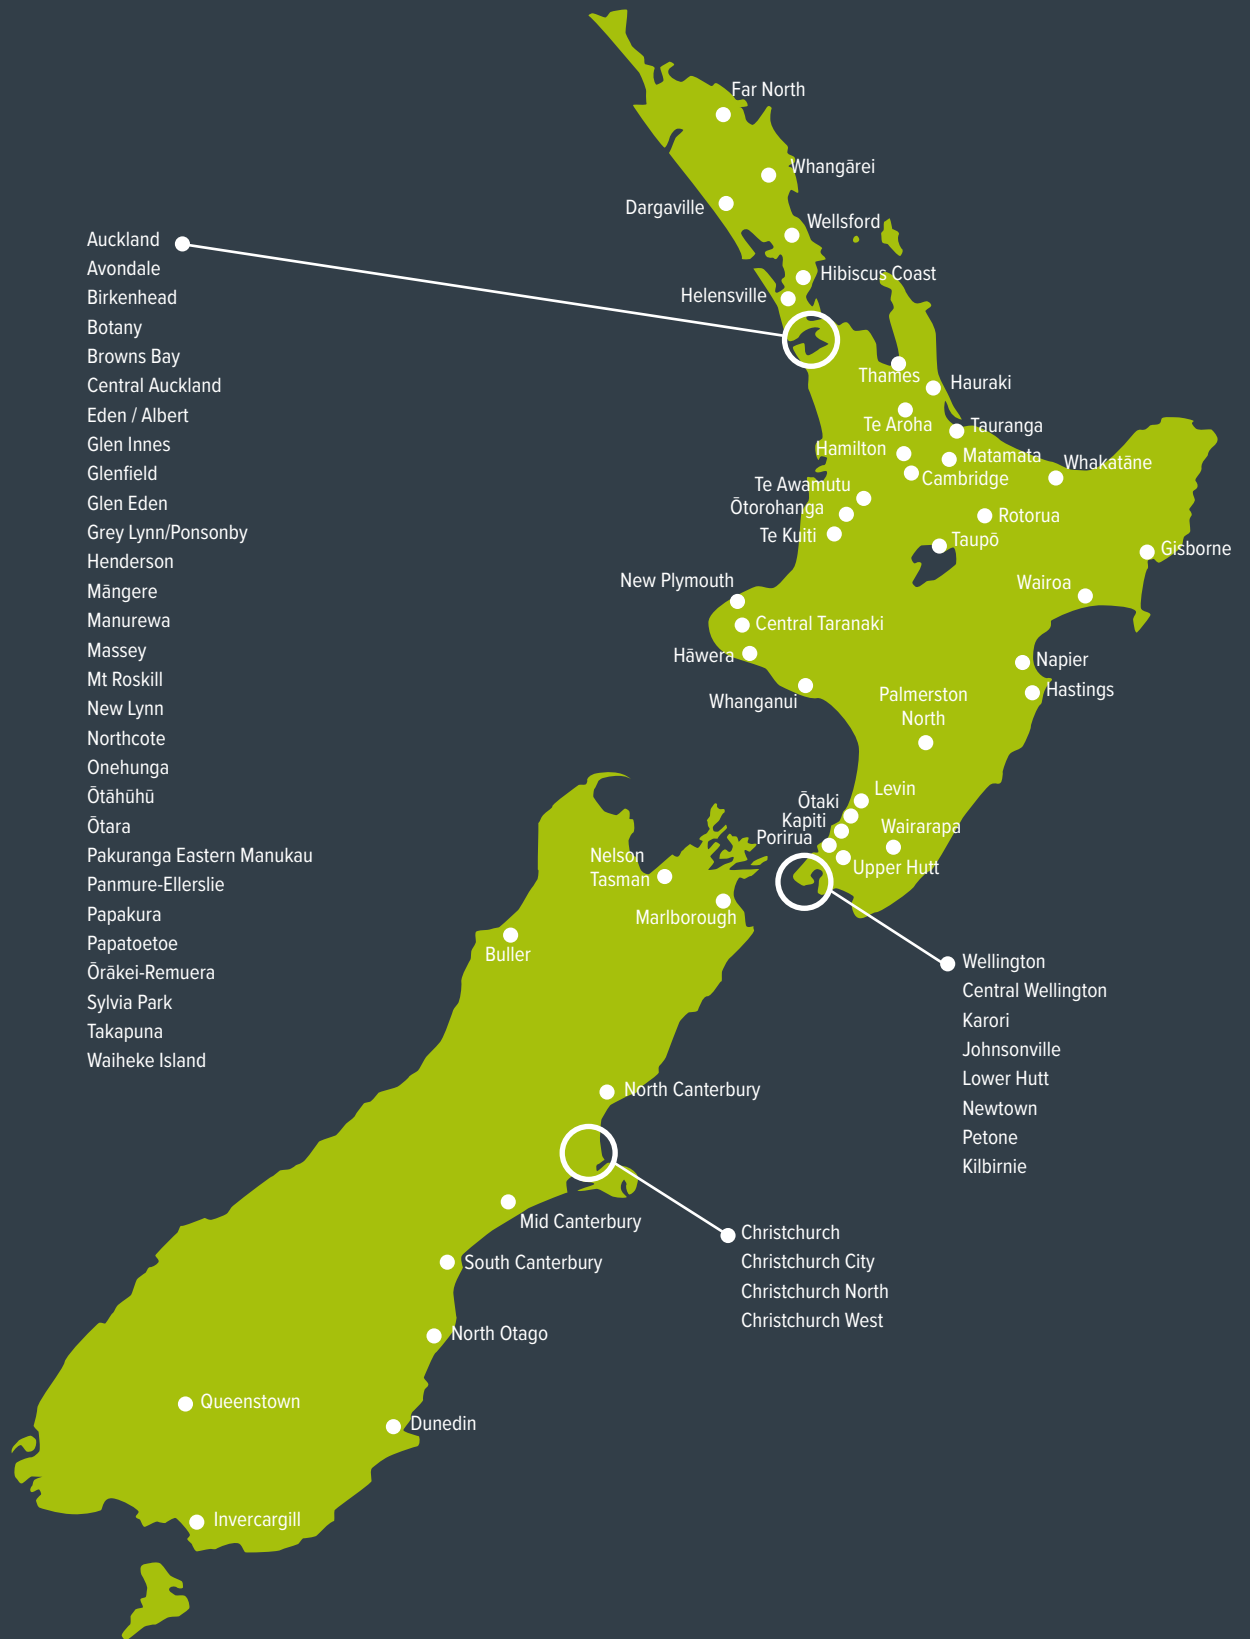 Far North
Whangārei
Dargaville
Wellsford
Hibiscus Coast
Helensville
Auckland
Avondale
Birkenhead
Botany
Browns Bay
Central Auckland
Eden / Albert
Glen Innes
Glenfield
Glen Eden
Grey Lynn/Ponsonby
Henderson
Māngere
Manurewa
Massey
Mt Roskill
New Lynn
Northcote
Onehunga
Ōtāhūhū
Ōtara
Pakuranga Eastern Manukau
Panmure-Ellerslie
Papakura
Papatoetoe
Ōrākei-Remuera
Sylvia Park
Takapuna
Waiheke Island
Thames
Hauraki
Te Aroha
Tauranga
Hamilton
Matamata
Whakatāne
Cambridge
Te Awamutu
Ōtorohanga
Te Kuiti
Rotorua
Taupō
Gisborne
Wairoa
New Plymouth
Central Taranaki
Hāwera
Whanganui
Napier
Hastings
Palmerston
North
Levin
Ōtaki
Kapiti
Porirua
Wairarapa
Upper Hutt
Nelson
Tasman
Marlborough
Buller
Wellington
Central Wellington
Karori
Johnsonville
Lower Hutt
Newtown
Petone
Kilbirnie
North Canterbury
Mid Canterbury
Christchurch
Christchurch City
Christchurch North
Christchurch West
South Canterbury
North Otago
Queenstown
Dunedin
Invercargill